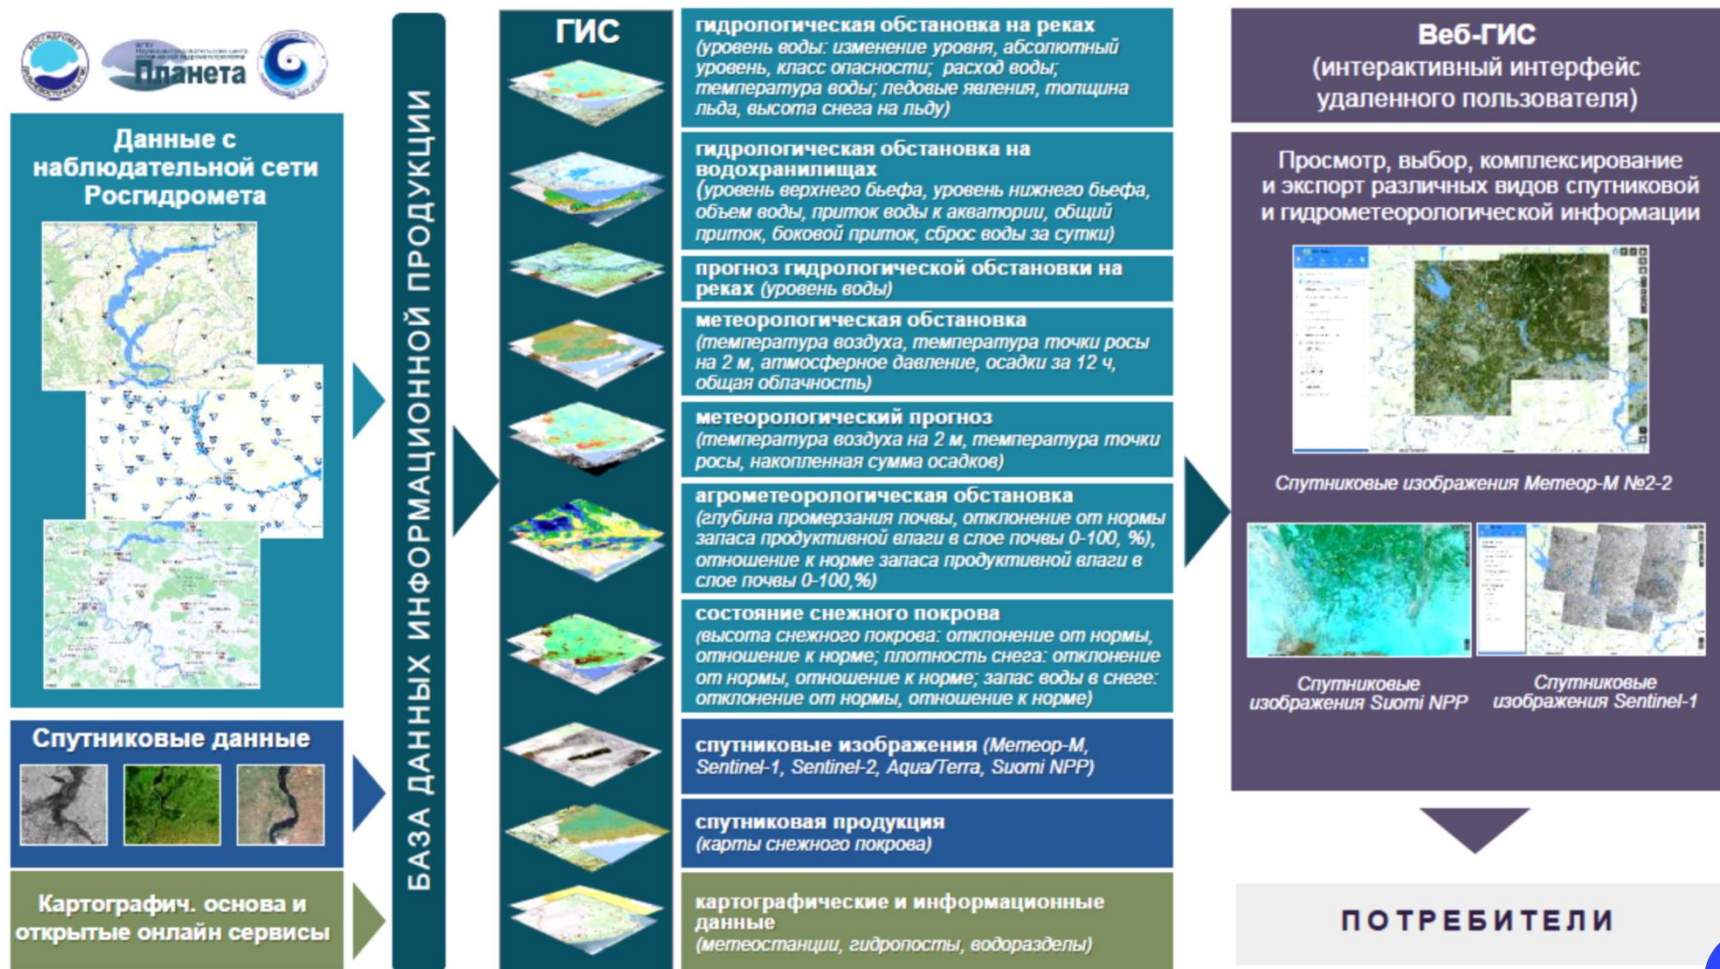 РОСГИДРОМЕТ
Планета
Данные с
наблюдательной сети
Росгидромета
Спутниковые данные
Картографич. основа и
открытые онлайн сервисы
БАЗА ДАННЫХ ИНФОРМАЦИОННОЙ ПРОДУКЦИИ
ГИС
гидрологическая обстановка на реках
(уровень воды: изменение уровня, абсолютный
уровень, класс опасности; расход воды;
температура воды; ледовые явления, толщина
льда, высота снега на льду)
гидрологическая обстановка на
водохранилищах
(уровень верхнего бьефа, уровень нижнего бьефа,
объем воды, приток воды к акватории, общий
приток, боковой приток, сброс воды за сутки)
прогноз гидрологической обстановки на
реках (уровень воды)
метеорологическая обстановка
(температура воздуха, температура точки росы
на 2 м, атмосферное давление, осадки за 12 ч,
общая облачность)
метеорологический прогноз
(температура воздуха на 2 м, температура точки
росы, накопленная сумма осадков)
агрометеорологическая обстановка
(глубина промерзания почвы, отклонение от нормы
запаса продуктивной влаги в слое почвы 0-100, %),
отношение к норме запаса продуктивной влаги в
слое почвы 0-100,%)
состояние снежного покрова
(высота снежного покрова: отклонение от нормы,
отношение к норме; плотность снега: отклонение
от нормы, отношение к норме; запас воды в снеге:
отклонение от нормы, отношение к норме)
спутниковые изображения (Метеор-М,
Sentinel-1, Sentinel-2, Aqua/Terra, Suomi NPP)
спутниковая продукция
(карты снежного покрова)
картографические и информационные
данные
(метеостанции, гидропосты, водоразделы)
Веб-ГИС
(интерактивный интерфейс
удаленного пользователя)
Просмотр, выбор, комплексирование
и экспорт различных видов спутниковой
и гидрометеорологической информации
Спутниковые изображения Метеор-М №2-2
Спутниковые
изображения Suomi NPP
Спутниковые
изображения Sentinel-1
ПОТРЕБИТЕЛИ